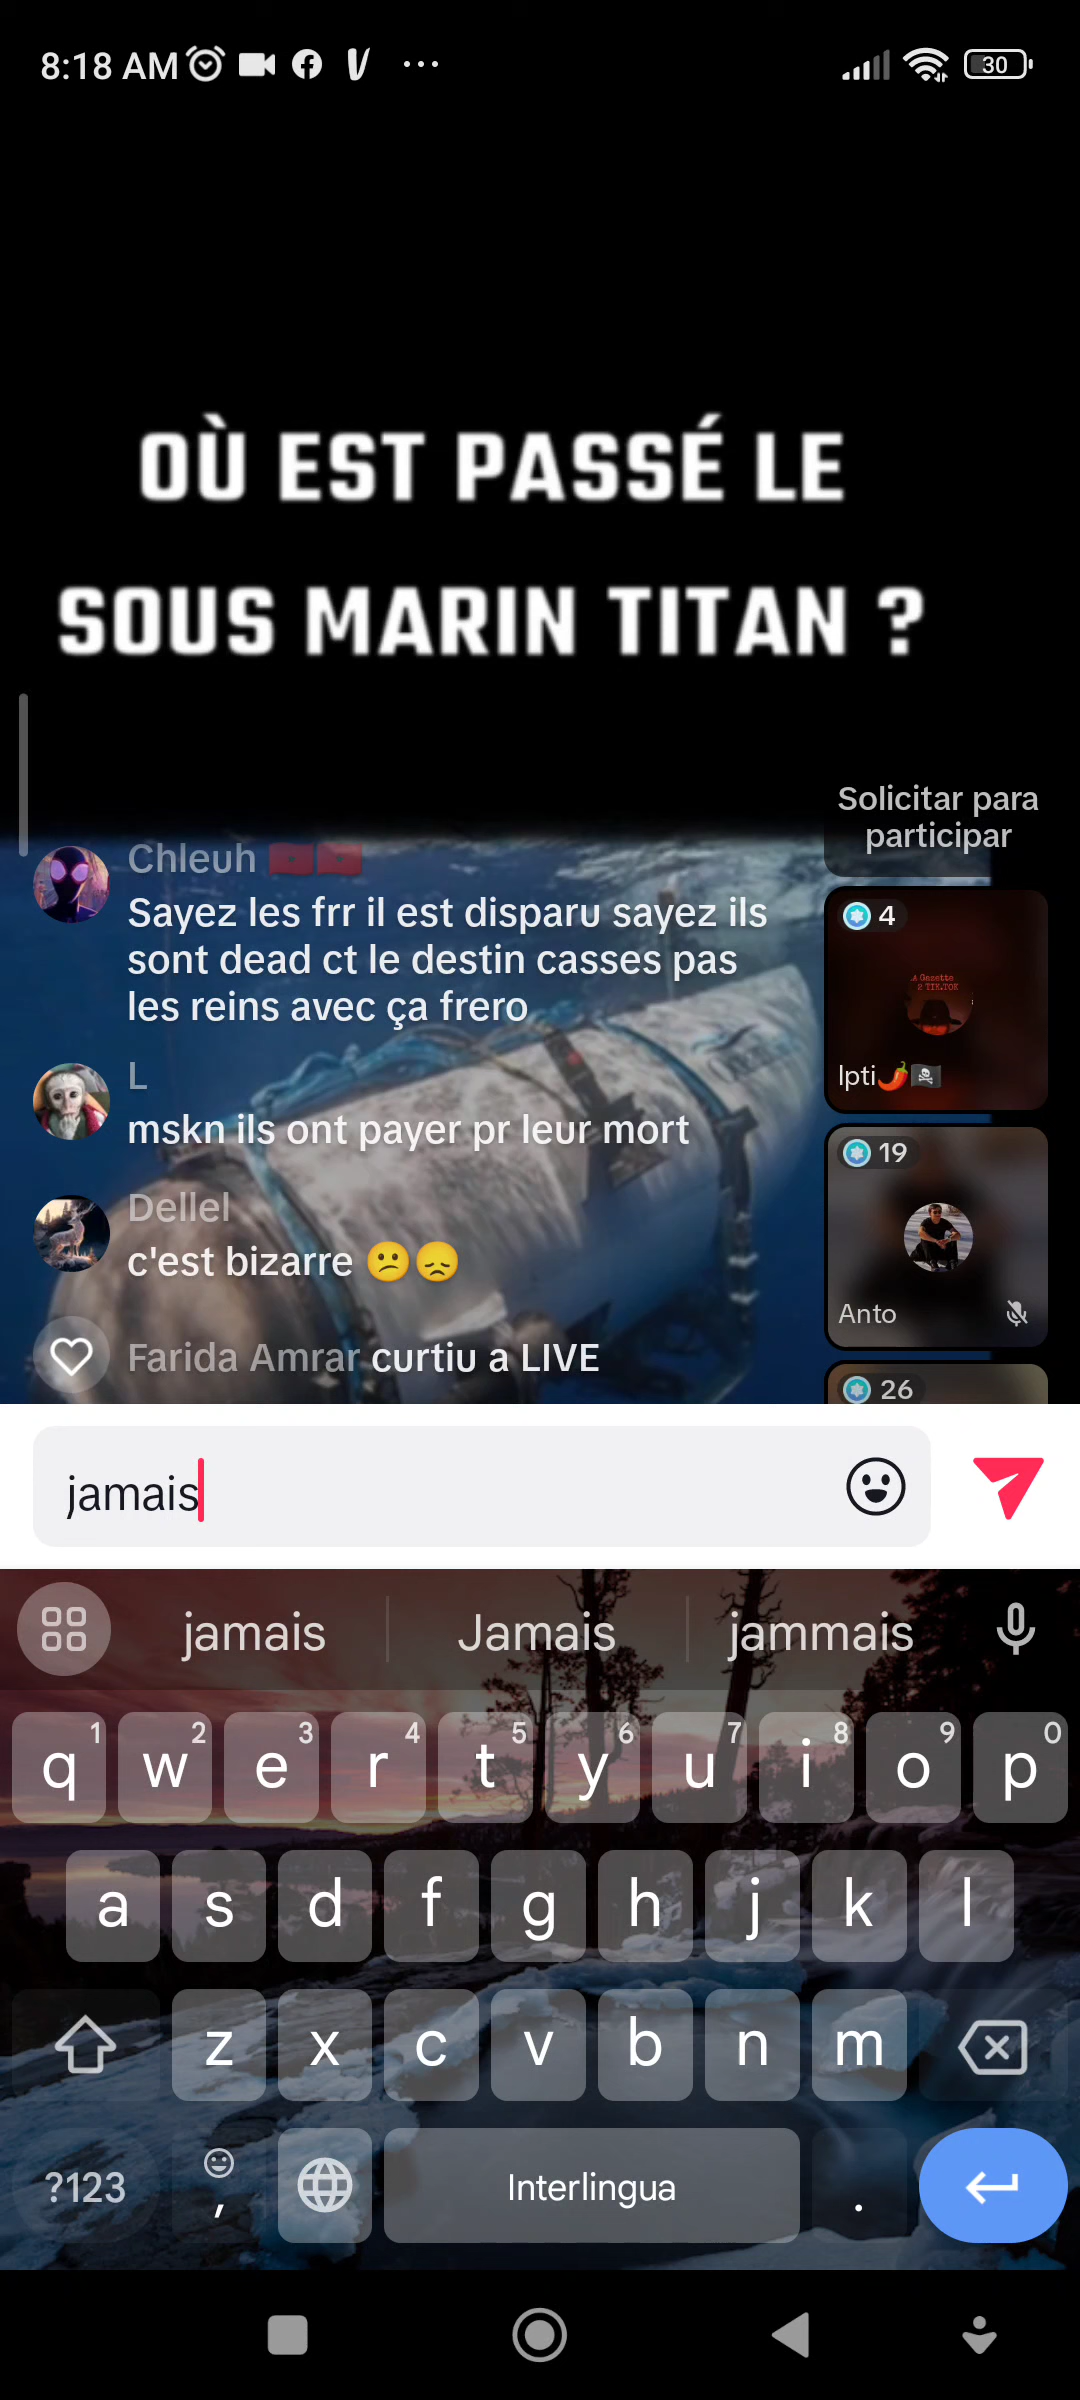 8:18 AM
30
OÙ EST PASSÉ LE
SOUS MARIN TITAN ?
Solicitar para
participar
Chleuh 🇲🇦🇲🇦
Sayez les frr il est disparu sayez ils
sont dead ct le destin casses pas
les reins avec ça frero
L
mskn ils ont payer pr leur mort
Dellel
c'est bizarre 😕😞
Farida Amrar curtiu a LIVE
4
Ipti🌶️🏴‍☠️
19
Anto
26
jamais
jamais Jamais jammais
q 1 w 2 e 3 r 4 t 5 y 6 u 7 i 8 o 9 p 0
a s d f g h j k l
z x c v b n m
?123 , Interlingua .